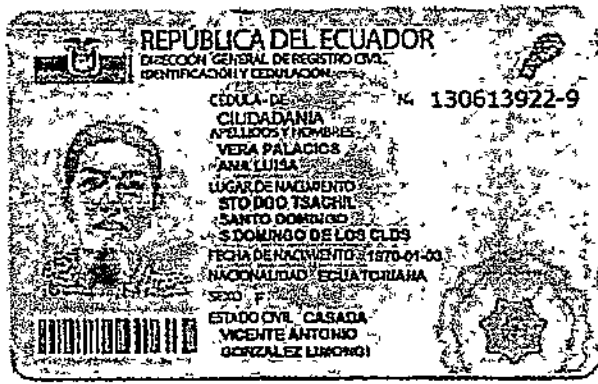 REPÚBLICA DEL ECUADOR
DIRECCIÓN GENERAL DE REGISTRO CIVIL,
IDENTIFICACIÓN Y CEDULACIÓN
CÉDULA DE N. 130613922-9
CIUDADANÍA
APELLIDOS Y NOMBRES
VERA PALACIOS
ANA LUISA
LUGAR DE NACIMIENTO
STO DGO TSACHIL
SANTO DOMINGO
S DOMINGO DE LOS CLDS
FECHA DE NACIMIENTO 1970-01-03
NACIONALIDAD ECUATORIANA
SEXO F
ESTADO CIVIL CASADA
VICENTE ANTONIO
GONZALEZ LIMONGI